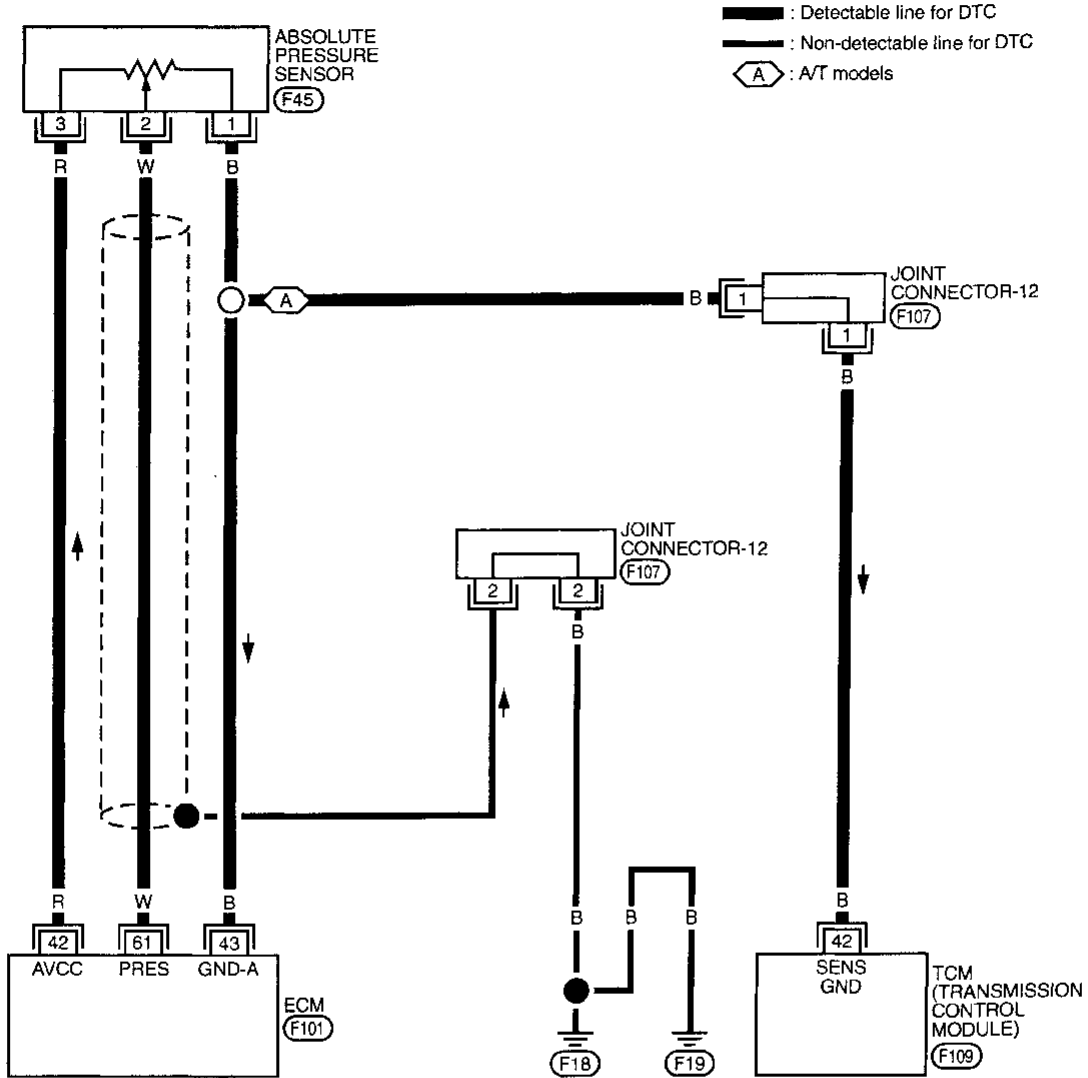 : Detectable line for DTC
: Non-detectable line for DTC
A : A/T models
ABSOLUTE
PRESSURE
SENSOR
F45
3 2 1
R W B
A
B
1
JOINT
CONNECTOR-12
F107
1
B
JOINT
CONNECTOR-12
F107
2 2
B
R W B
B B B
B
42 61 43
AVCC PRES GND-A
ECM
F101
F18 F19
42
SENS
GND
TCM
(TRANSMISSION
CONTROL
MODULE)
F109